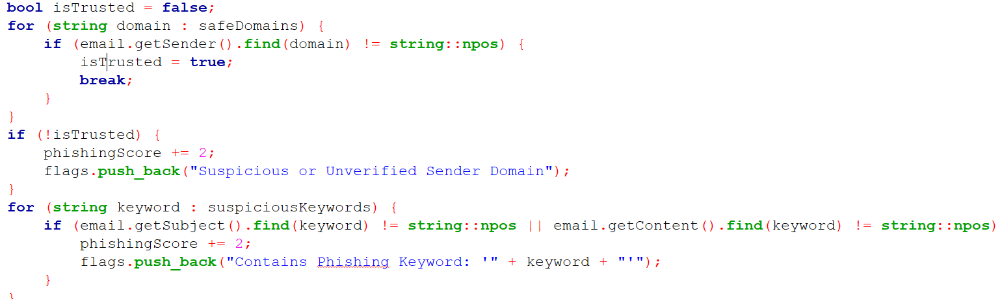 bool isTrusted = false;
for (string domain : safeDomains) {
    if (email.getSender().find(domain) != string::npos) {
        isTrusted = true;
        break;
    }
}
if (!isTrusted) {
    phishingScore += 2;
    flags.push_back("Suspicious or Unverified Sender Domain");
}
for (string keyword : suspiciousKeywords) {
    if (email.getSubject().find(keyword) != string::npos || email.getContent().find(keyword) != string::npos)
        phishingScore += 2;
        flags.push_back("Contains Phishing Keyword: '" + keyword + "'");
    }
}